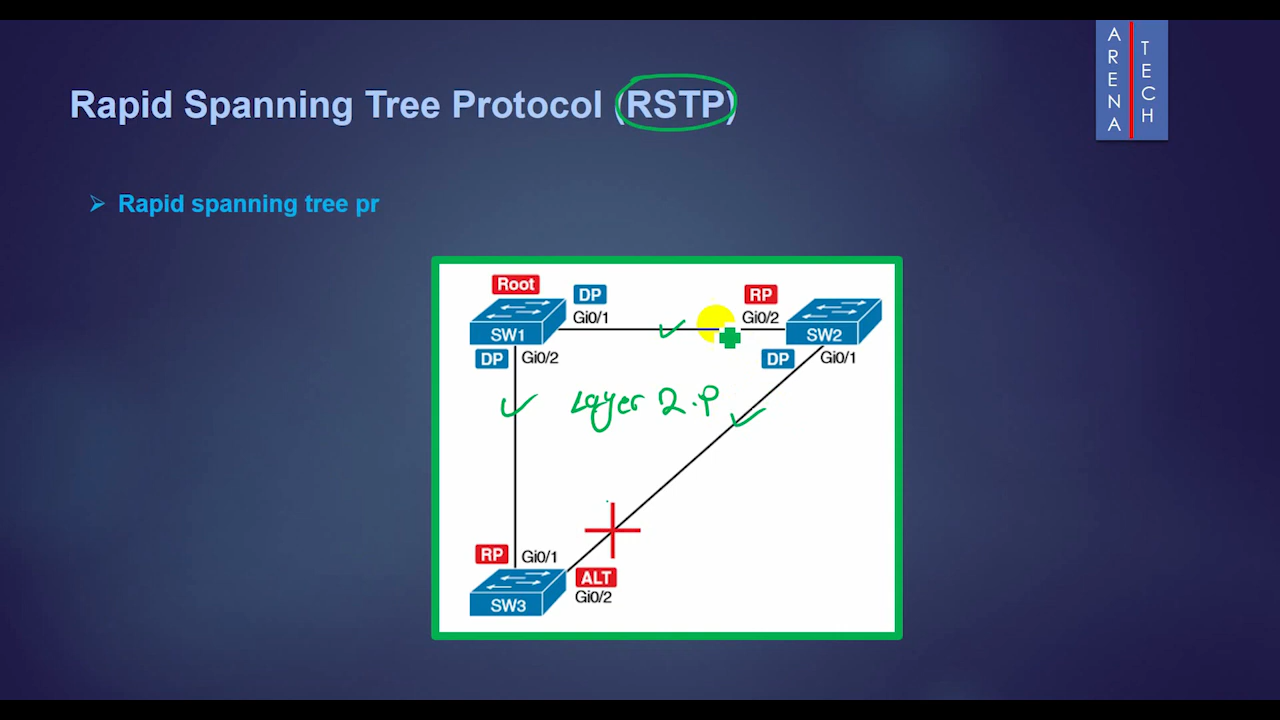 Rapid Spanning Tree Protocol (RSTP)
ARENA
TECH
Rapid spanning tree pr
Root
DP
RP
Gi0/1
Gi0/2
SW1
SW2
DP
Gi0/2
DP
Gi0/1
Layer 2.P
RP
Gi0/1
ALT
SW3
Gi0/2